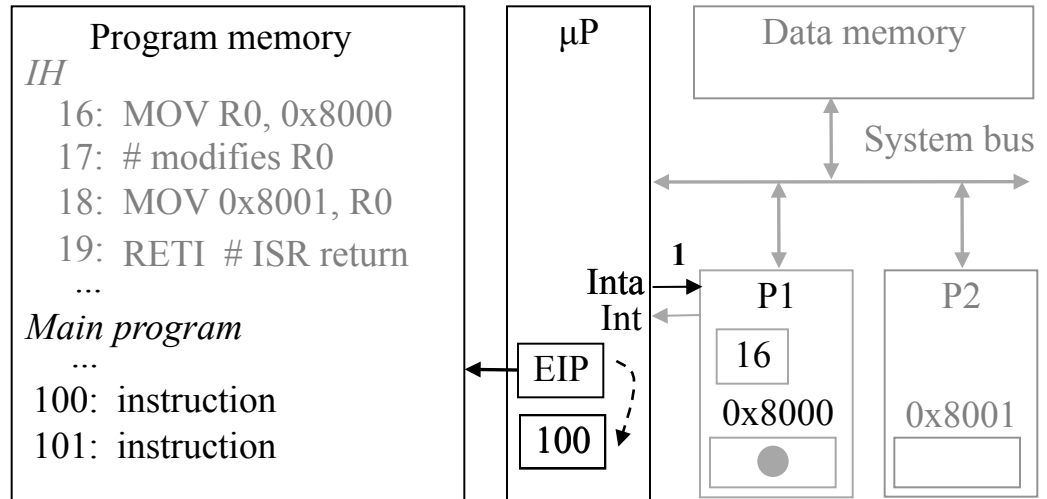 Program memory
IH
16: MOV R0, 0x8000
17: # modifies R0
18: MOV 0x8001, R0
19: RETI # ISR return
...
Main program
...
100: instruction
101: instruction
μP
Inta
Int
EIP
100
Data memory
System bus
1
P1
16
0x8000
P2
0x8001